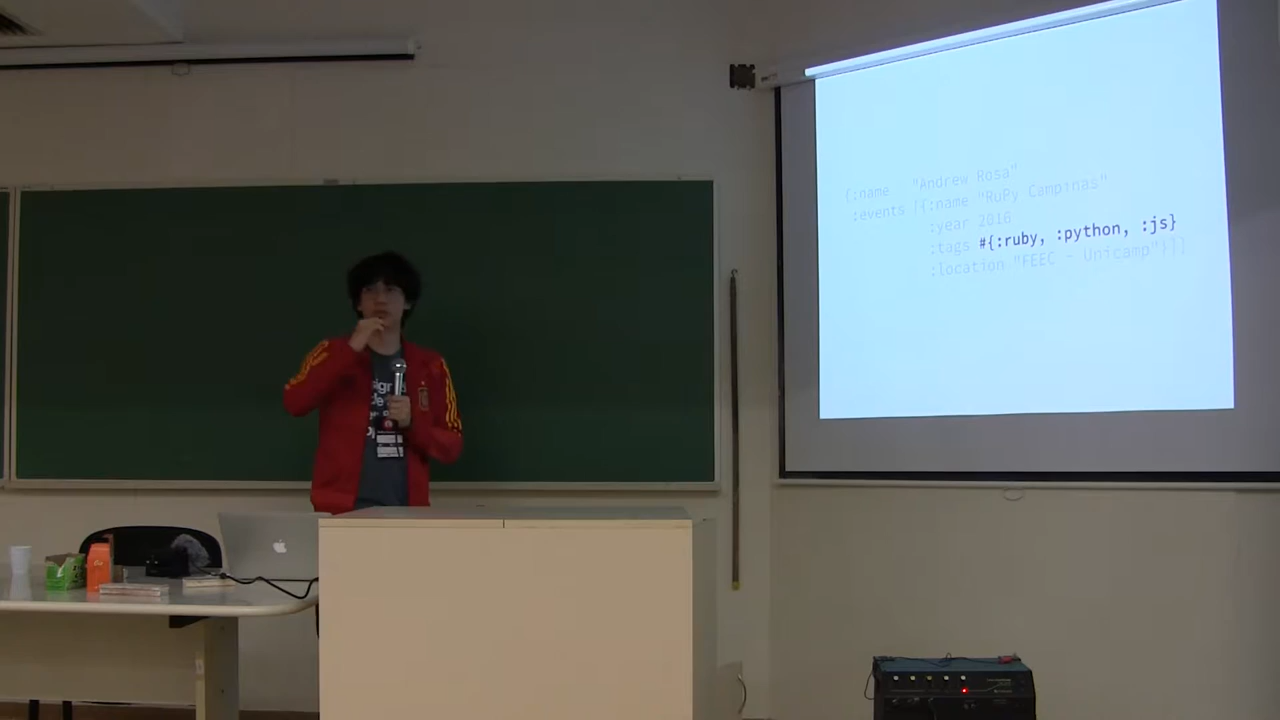 {:name "Andrew Rosa"
:events [{:name "RuPy Campinas"
:year 2016
:tags #{:ruby, :python, :js}
:location "FEEC - Unicamp"}]}